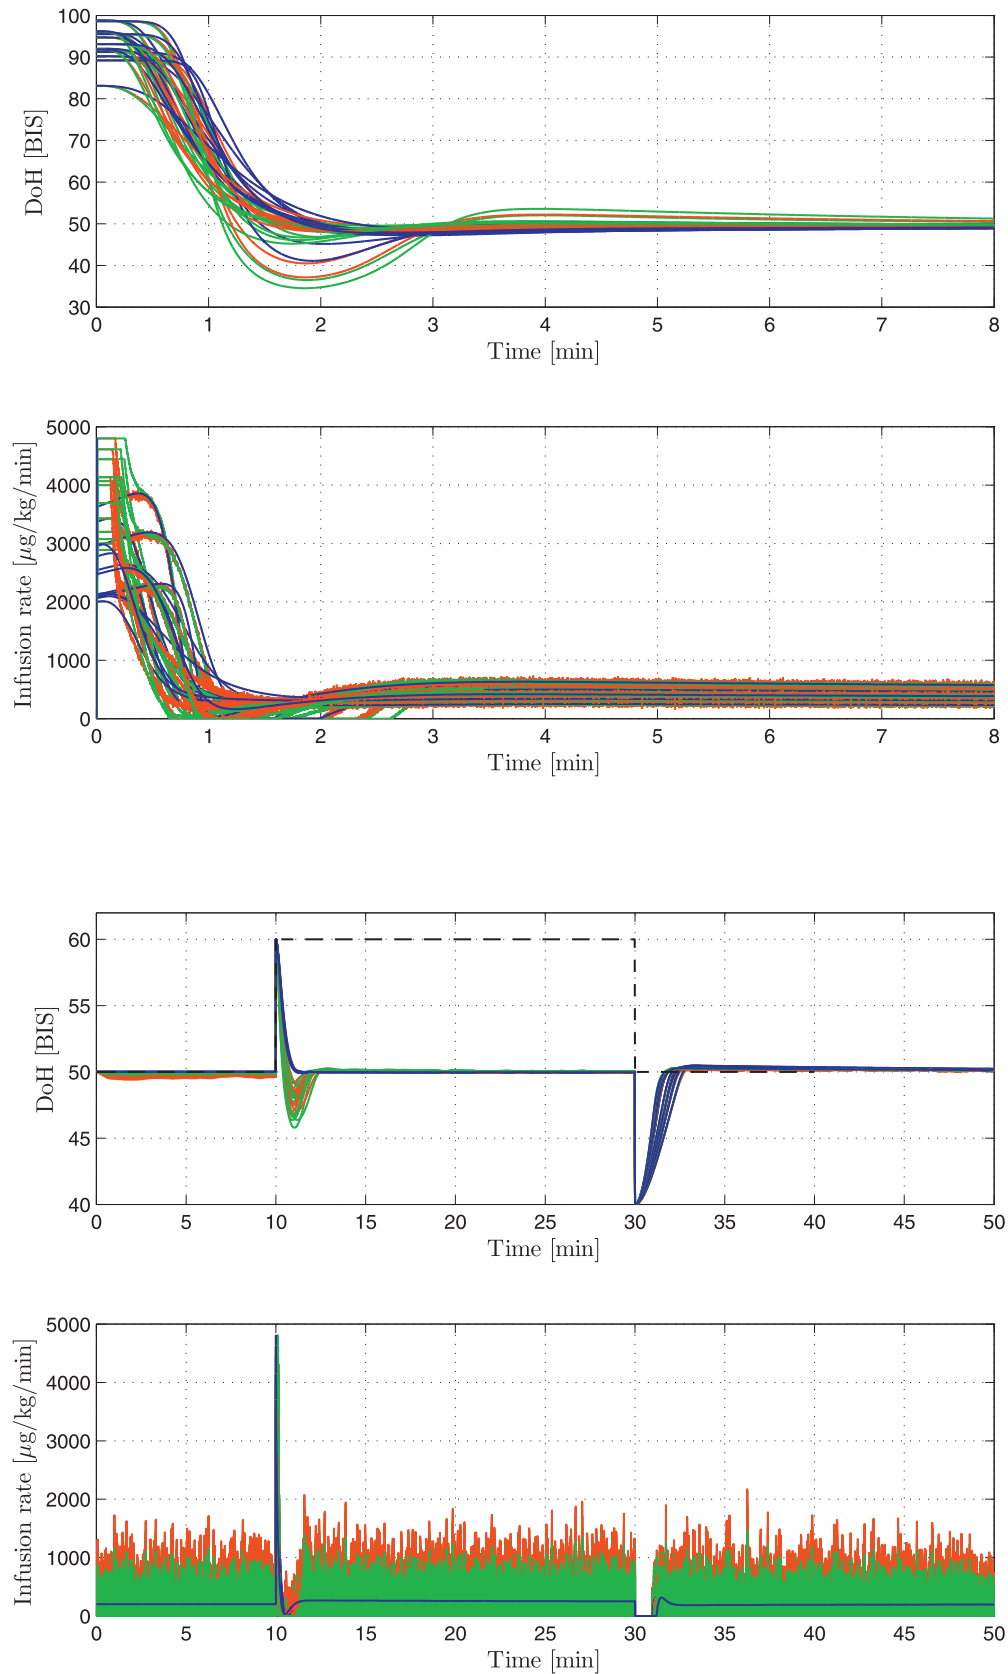 100
90
80
70
60
50
40
30
DoH [BIS]
0 1 2 3 4 5 6 7 8
Time [min]
5000
4000
3000
2000
1000
0
Infusion rate [μg/kg/min]
0 1 2 3 4 5 6 7 8
Time [min]
60
55
50
45
40
DoH [BIS]
0 5 10 15 20 25 30 35 40 45 50
Time [min]
5000
4000
3000
2000
1000
0
Infusion rate [μg/kg/min]
0 5 10 15 20 25 30 35 40 45 50
Time [min]